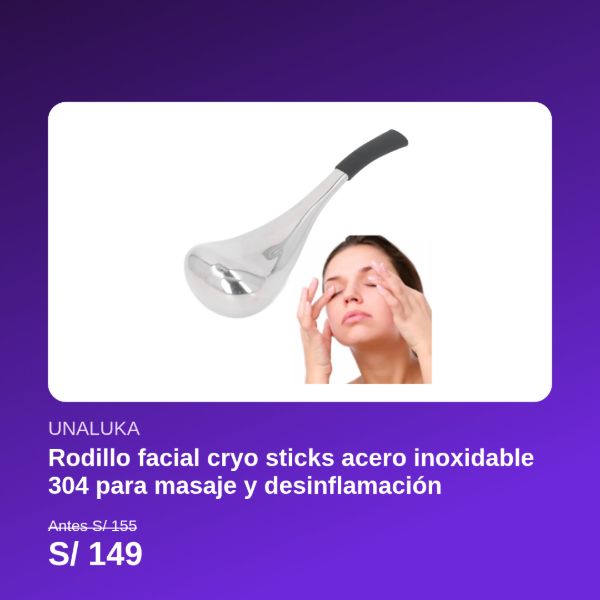 UNALUKA
Rodillo facial cryo sticks acero inoxidable
304 para masaje y desinflamación
Antes S/ 155
S/ 149